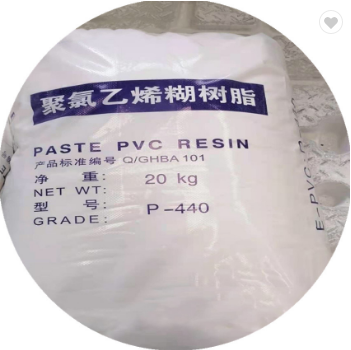 聚氯乙烯糊树脂
PASTE PVC RESIN
产品标准编号 Q/GHBA 101
净 重: 20 kg
NET WT:
型 号: P-440
GRADE:
E-PVC